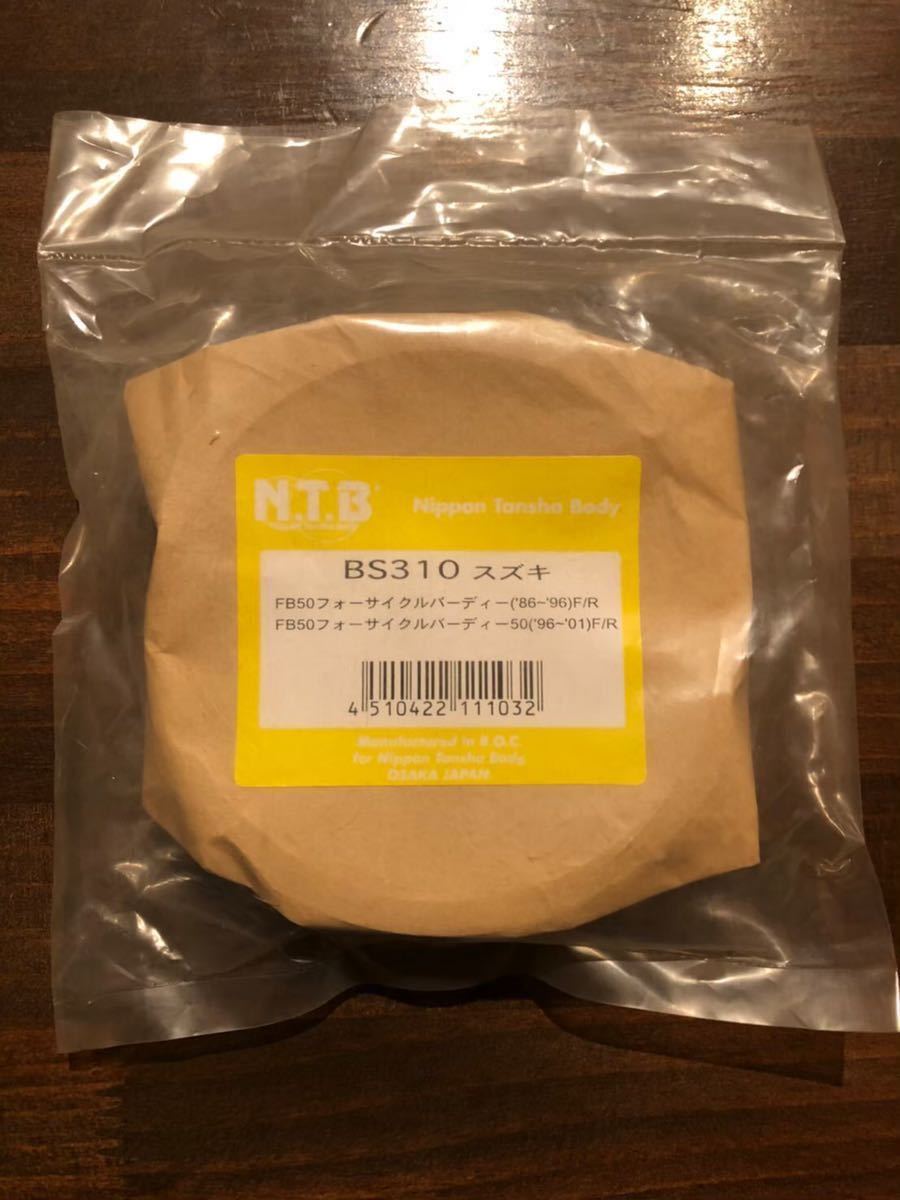 N.T.B
Nippon Tansha Body
BS310 スズキ
FB50フォーサイクルバーディー('86~'96)F/R
FB50フォーサイクルバーディー50('96~'01)F/R
4 510422 111032
Manufactured in R.O.C.
for Nippon Tansha Body
OSAKA JAPAN